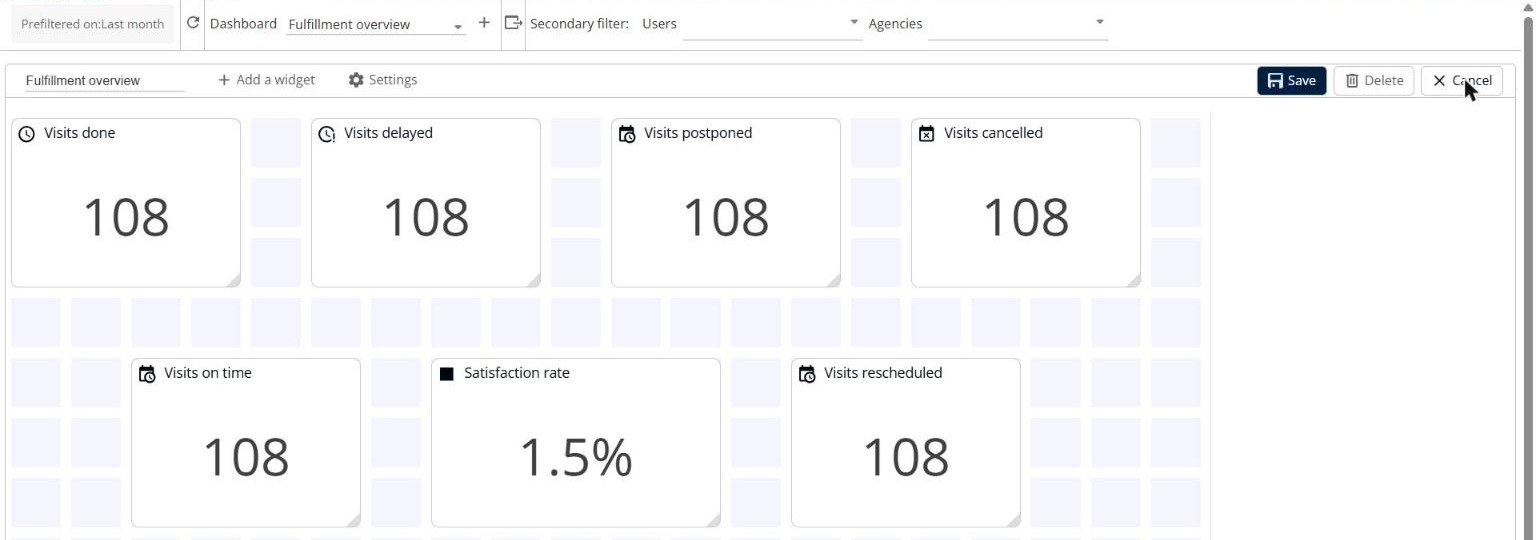 Prefiltered on:Last month
Dashboard Fulfillment overview
Secondary filter: Users Agencies
Fulfillment overview
Add a widget
Settings
Save
Delete
Cancel
Visits done
108
Visits delayed
108
Visits postponed
108
Visits cancelled
108
Visits on time
108
Satisfaction rate
1.5%
Visits rescheduled
108